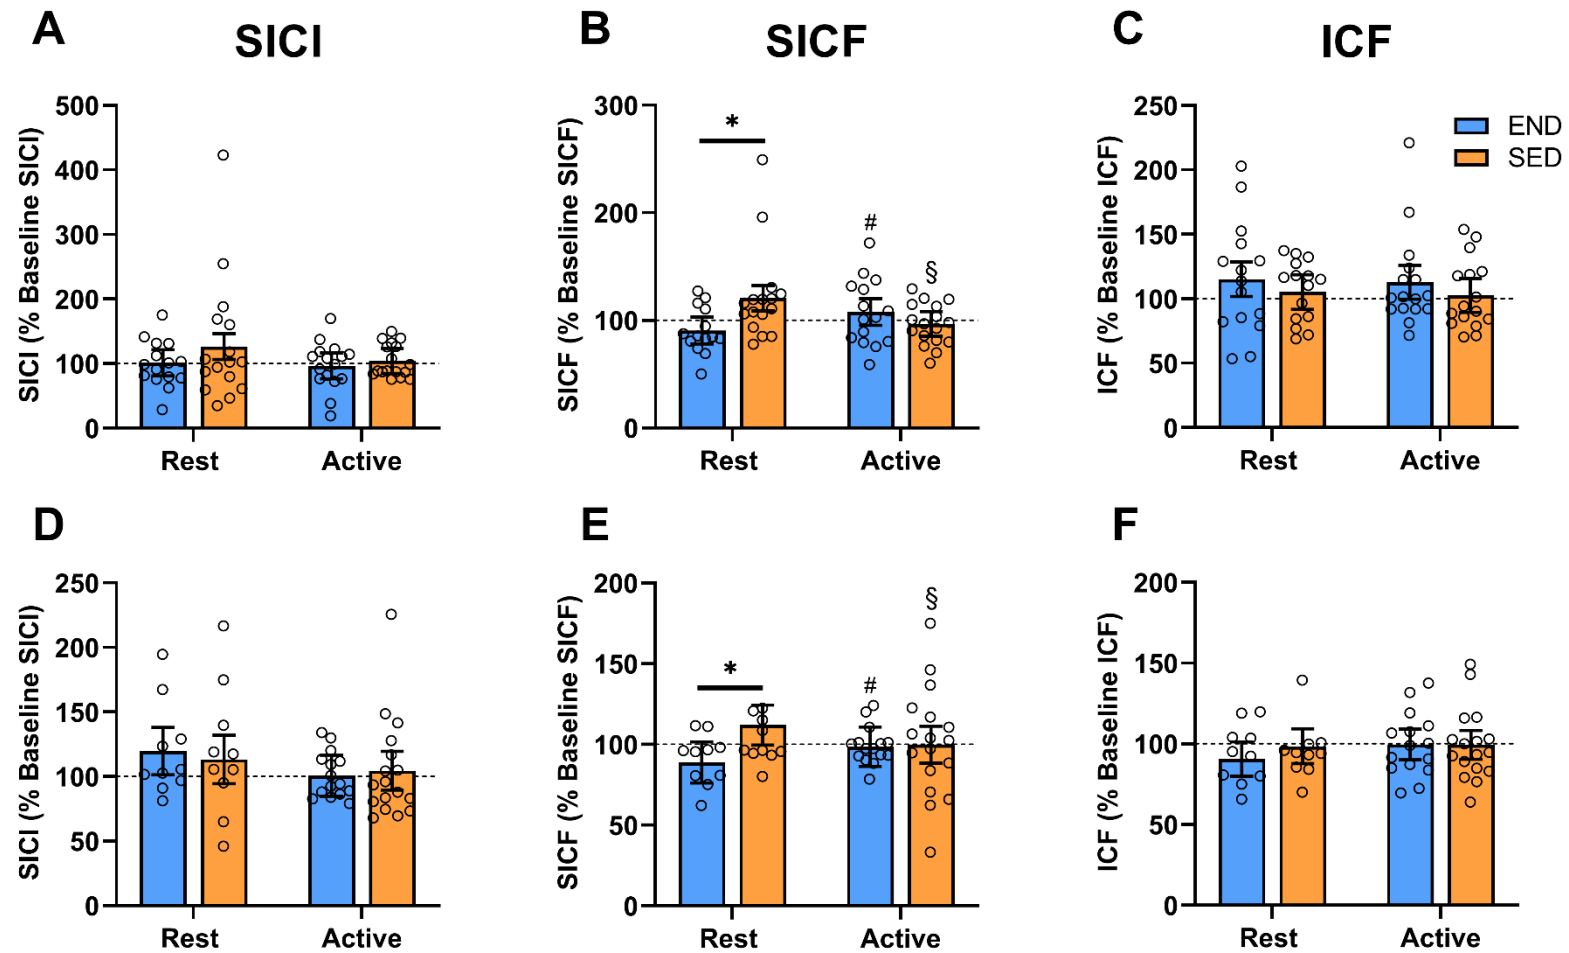 A
SICI
B
SICF
C
ICF
SICI (% Baseline SICI)
500
400
300
200
100
0
Rest
Active
SICF (% Baseline SICF)
300
200
100
0
*
#
§
Rest
Active
ICF (% Baseline ICF)
250
200
150
100
50
0
Rest
Active
END
SED
D
E
F
SICI (% Baseline SICI)
250
200
150
100
50
0
Rest
Active
SICF (% Baseline SICF)
200
150
100
50
0
*
#
§
Rest
Active
ICF (% Baseline ICF)
200
150
100
50
0
Rest
Active